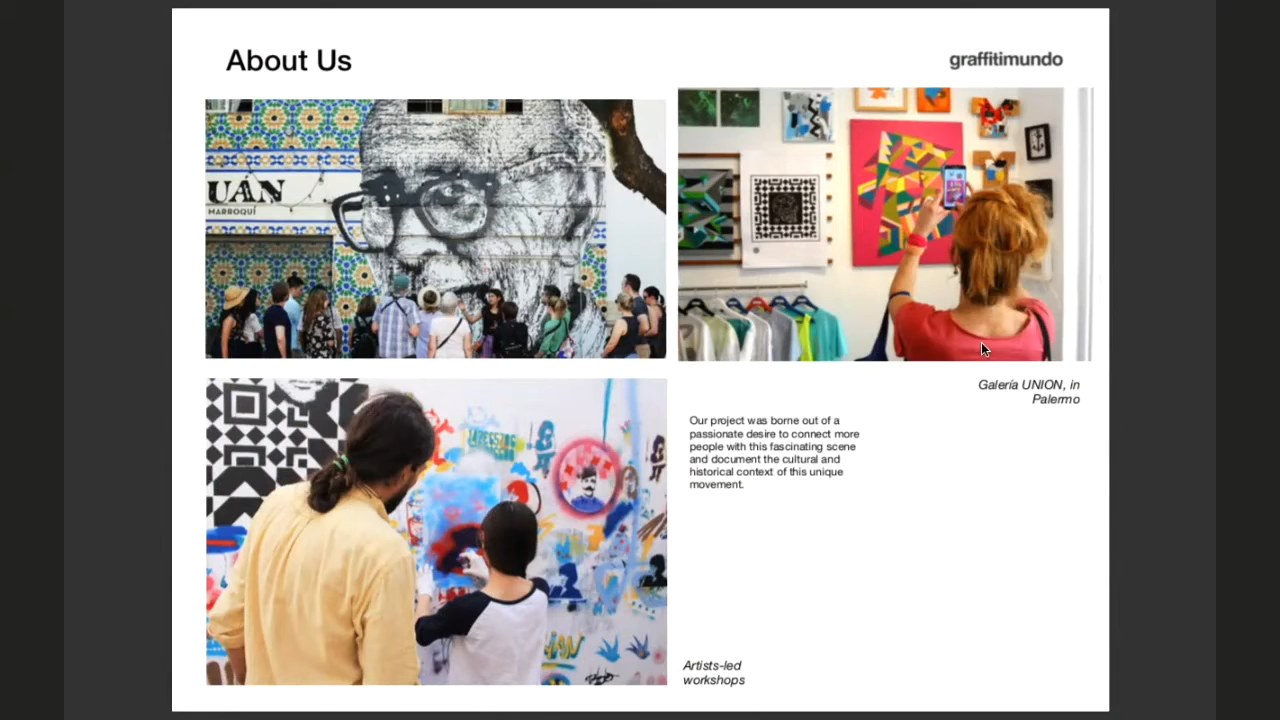 About Us
graffitimundo
UAN
MARROQUÍ
Galería UNION, in
Palermo
Our project was borne out of a
passionate desire to connect more
people with this fascinating scene
and document the cultural and
historical context of this unique
movement.
Artists-led
workshops